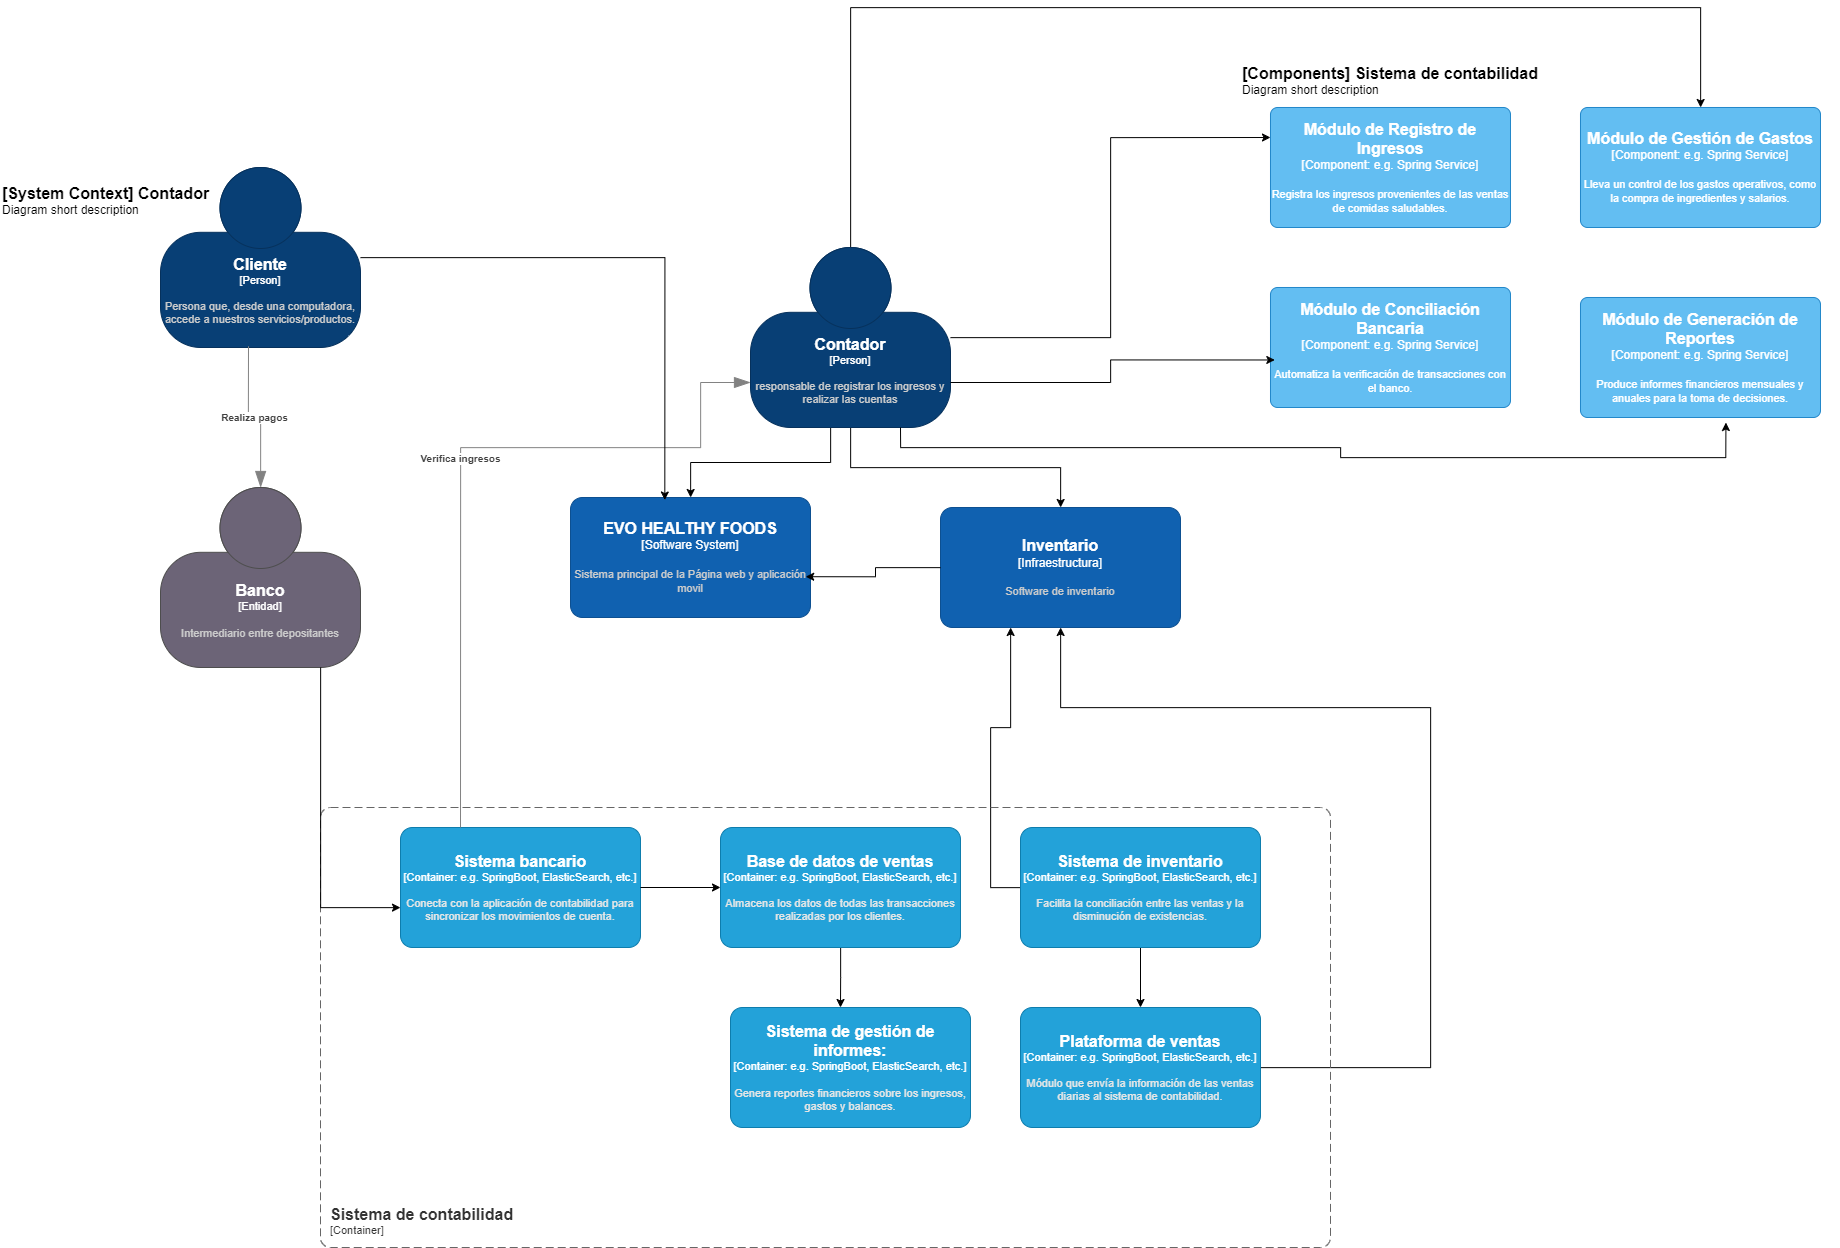 [Components] Sistema de contabilidad
Diagram short description
Módulo de Registro de
Ingresos
[Component: e.g. Spring Service]
Registra los ingresos provenientes de las ventas
de comidas saludables.
Módulo de Gestión de Gastos
[Component: e.g. Spring Service]
Lleva un control de los gastos operativos, como
la compra de ingredientes y salarios.
[System Context] Contador
Diagram short description
Cliente
[Person]
Persona que, desde una computadora,
accede a nuestros servicios/productos.
Contador
[Person]
responsable de registrar los ingresos y
realizar las cuentas
Módulo de Conciliación
Bancaria
[Component: e.g. Spring Service]
Automatiza la verificación de transacciones con
el banco.
Módulo de Generación de
Reportes
[Component: e.g. Spring Service]
Produce informes financieros mensuales y
anuales para la toma de decisiones.
Realiza pagos
Verifica ingresos
Banco
[Entidad]
Intermediario entre depositantes
EVO HEALTHY FOODS
[Software System]
Sistema principal de la Página web y aplicación
movil
Inventario
[Infraestructura]
Software de inventario
Sistema bancario
[Container: e.g. SpringBoot, ElasticSearch, etc.]
Conecta con la aplicación de contabilidad para
sincronizar los movimientos de cuenta.
Base de datos de ventas
[Container: e.g. SpringBoot, ElasticSearch, etc.]
Almacena los datos de todas las transacciones
realizadas por los clientes.
Sistema de inventario
[Container: e.g. SpringBoot, ElasticSearch, etc.]
Facilita la conciliación entre las ventas y la
disminución de existencias.
Sistema de gestión de
informes:
[Container: e.g. SpringBoot, ElasticSearch, etc.]
Genera reportes financieros sobre los ingresos,
gastos y balances.
Plataforma de ventas
[Container: e.g. SpringBoot, ElasticSearch, etc.]
Módulo que envía la información de las ventas
diarias al sistema de contabilidad.
Sistema de contabilidad
[Container]